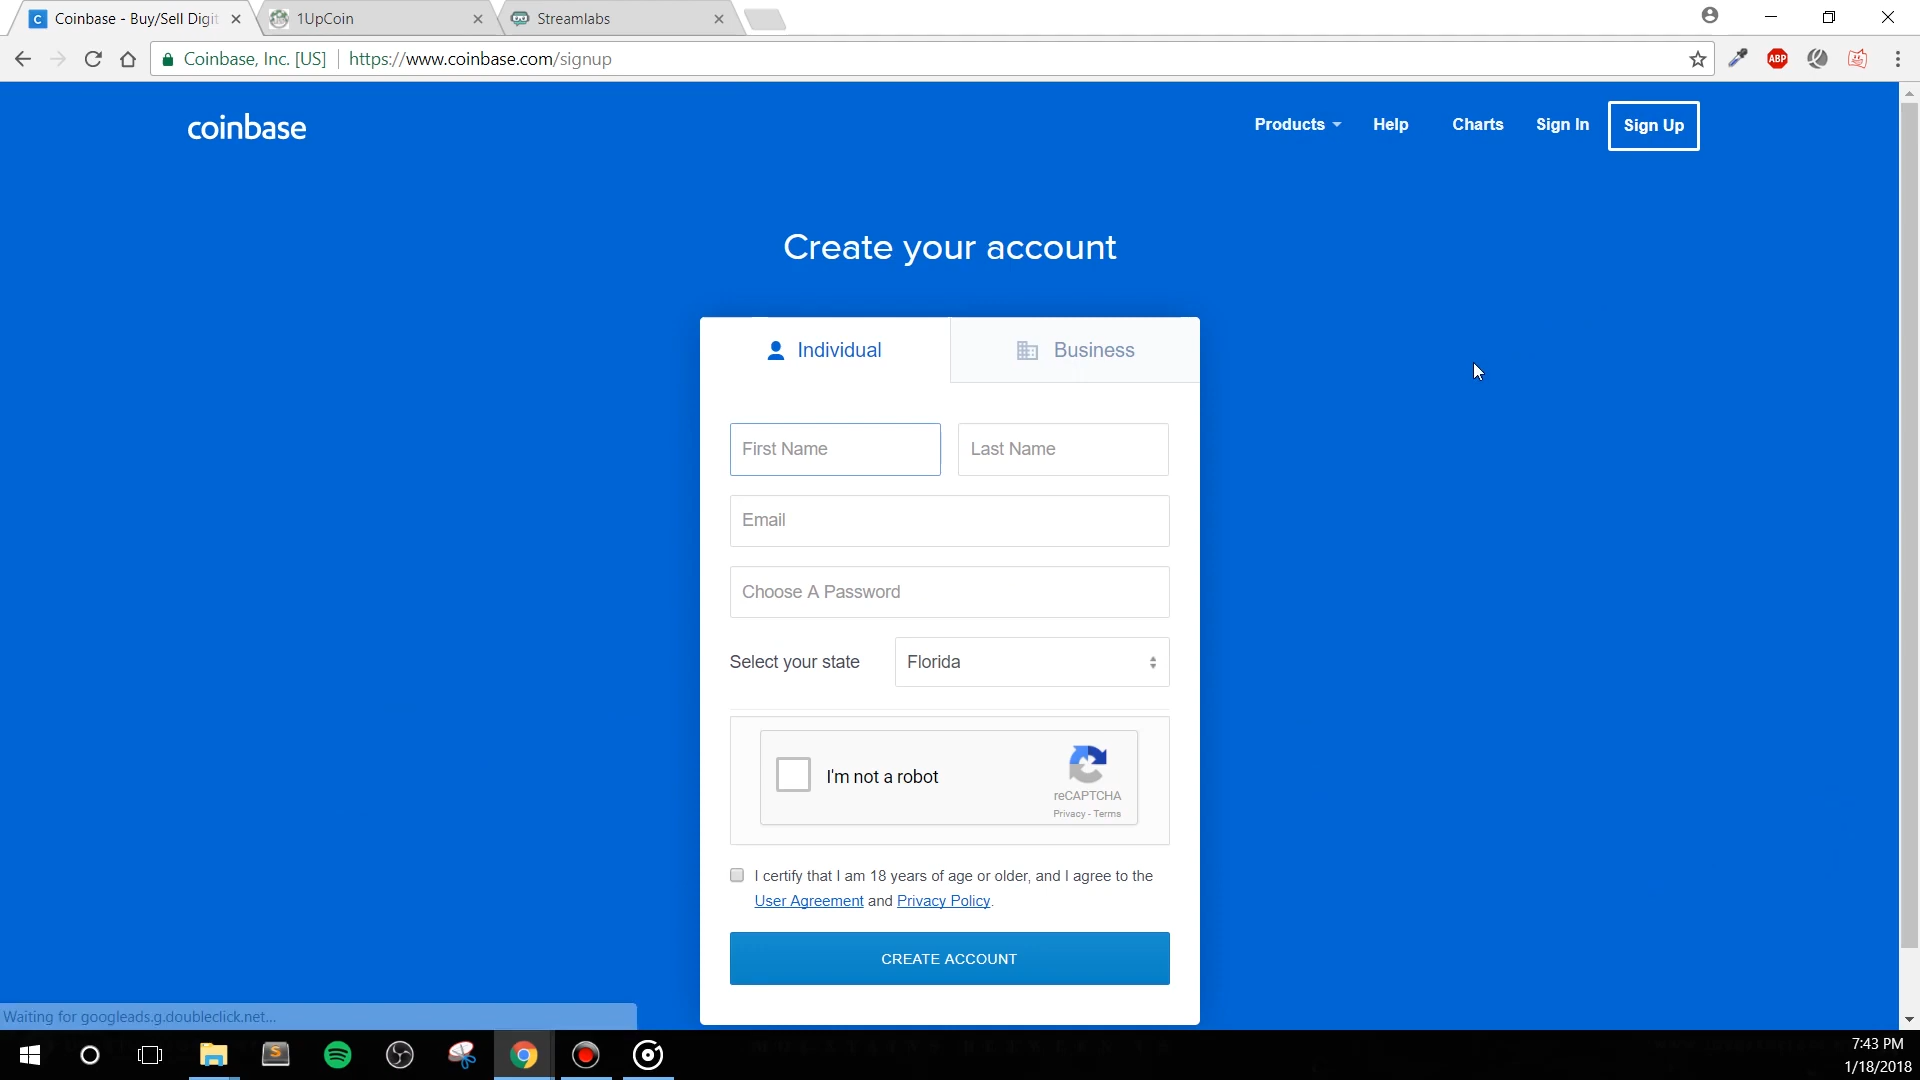 Coinbase - Buy/Sell Digit
1UpCoin
Streamlabs
Coinbase, Inc. [US]
https://www.coinbase.com/signup
ABP
coinbase
Products
Help
Charts
Sign In
Sign Up
Create your account
Individual
Business
First Name
Last Name
Email
Choose A Password
Select your state
Florida
I'm not a robot
reCAPTCHA
Privacy - Terms
I certify that I am 18 years of age or older, and I agree to the
User Agreement and Privacy Policy.
CREATE ACCOUNT
Waiting for googleads.g.doubleclick.net...
7:43 PM
1/18/2018